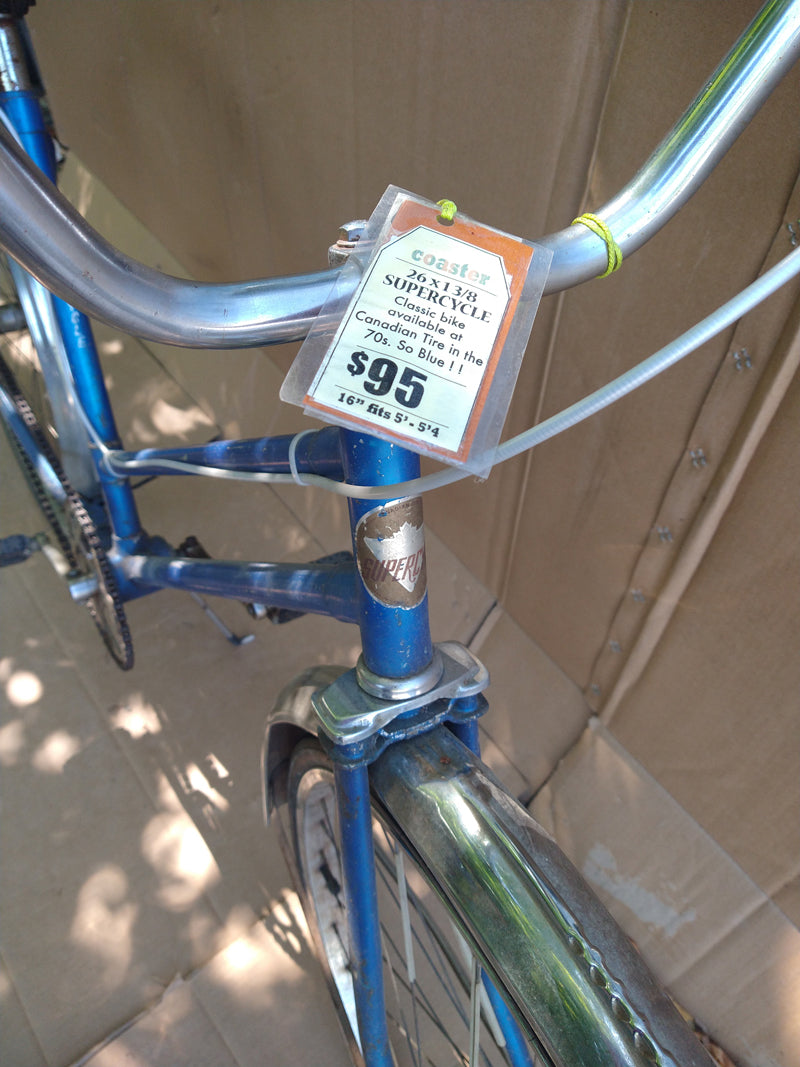 coaster
26 x 1 3/8
SUPERCYCLE
Classic bike
available at
Canadian Tire in the
70s. So Blue ! !
$95
16" fits 5' - 5'4
SUPERC